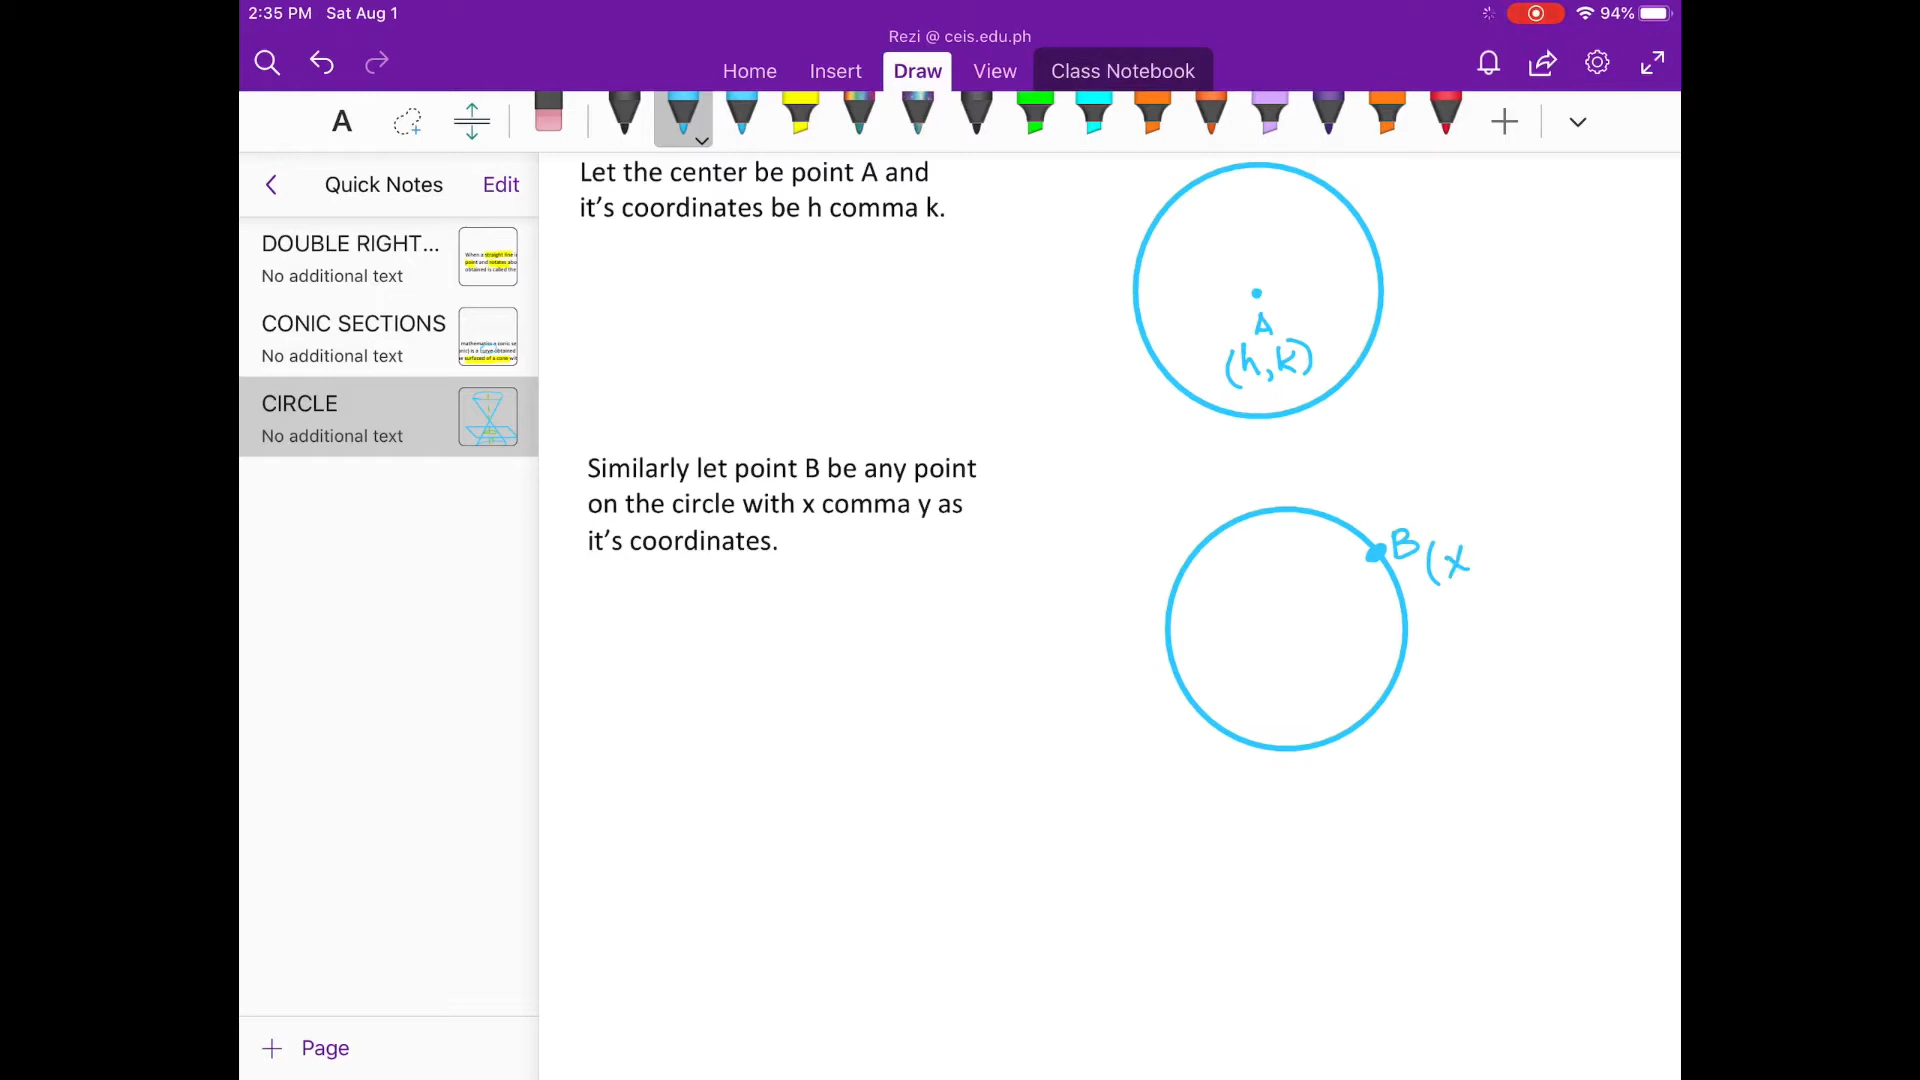 2:35 PM Sat Aug 1
94%
Rezi @ ceis.edu.ph
Home Insert Draw View Class Notebook
A
Quick Notes Edit
DOUBLE RIGHT...
No additional text
CONIC SECTIONS
No additional text
CIRCLE
No additional text
Page
Let the center be point A and
it's coordinates be h comma k.
A
(h,k)
Similarly let point B be any point
on the circle with x comma y as
it's coordinates.
B (x